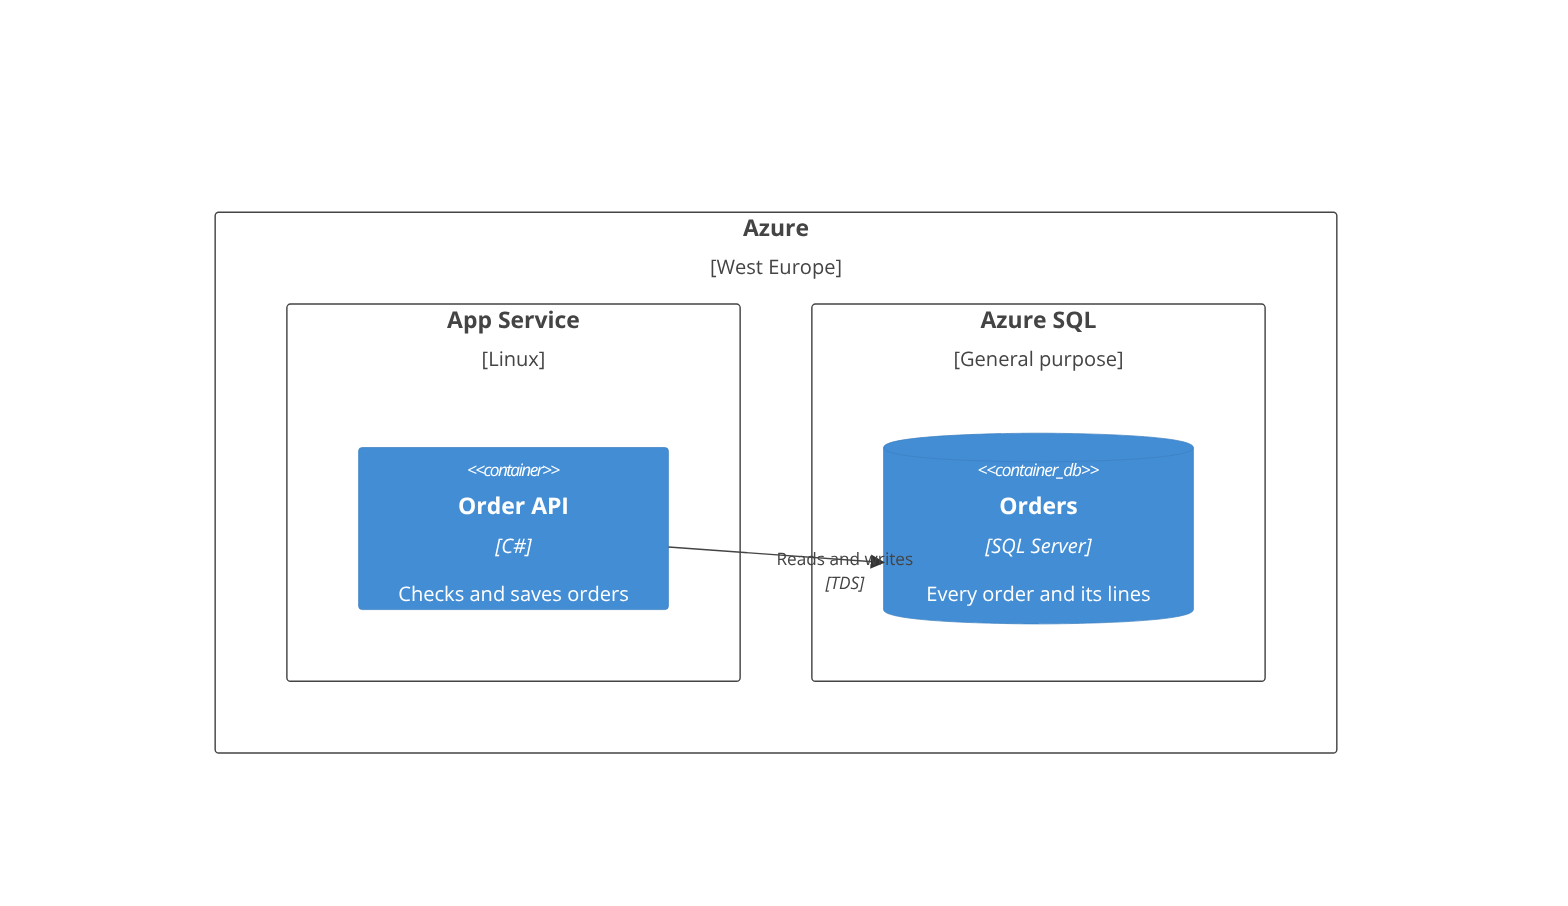 Azure
[West Europe]
App Service
[Linux]
<<container>>
Order API
[C#]
Checks and saves orders
Reads and writes
[TDS]
Azure SQL
[General purpose]
<<container_db>>
Orders
[SQL Server]
Every order and its lines